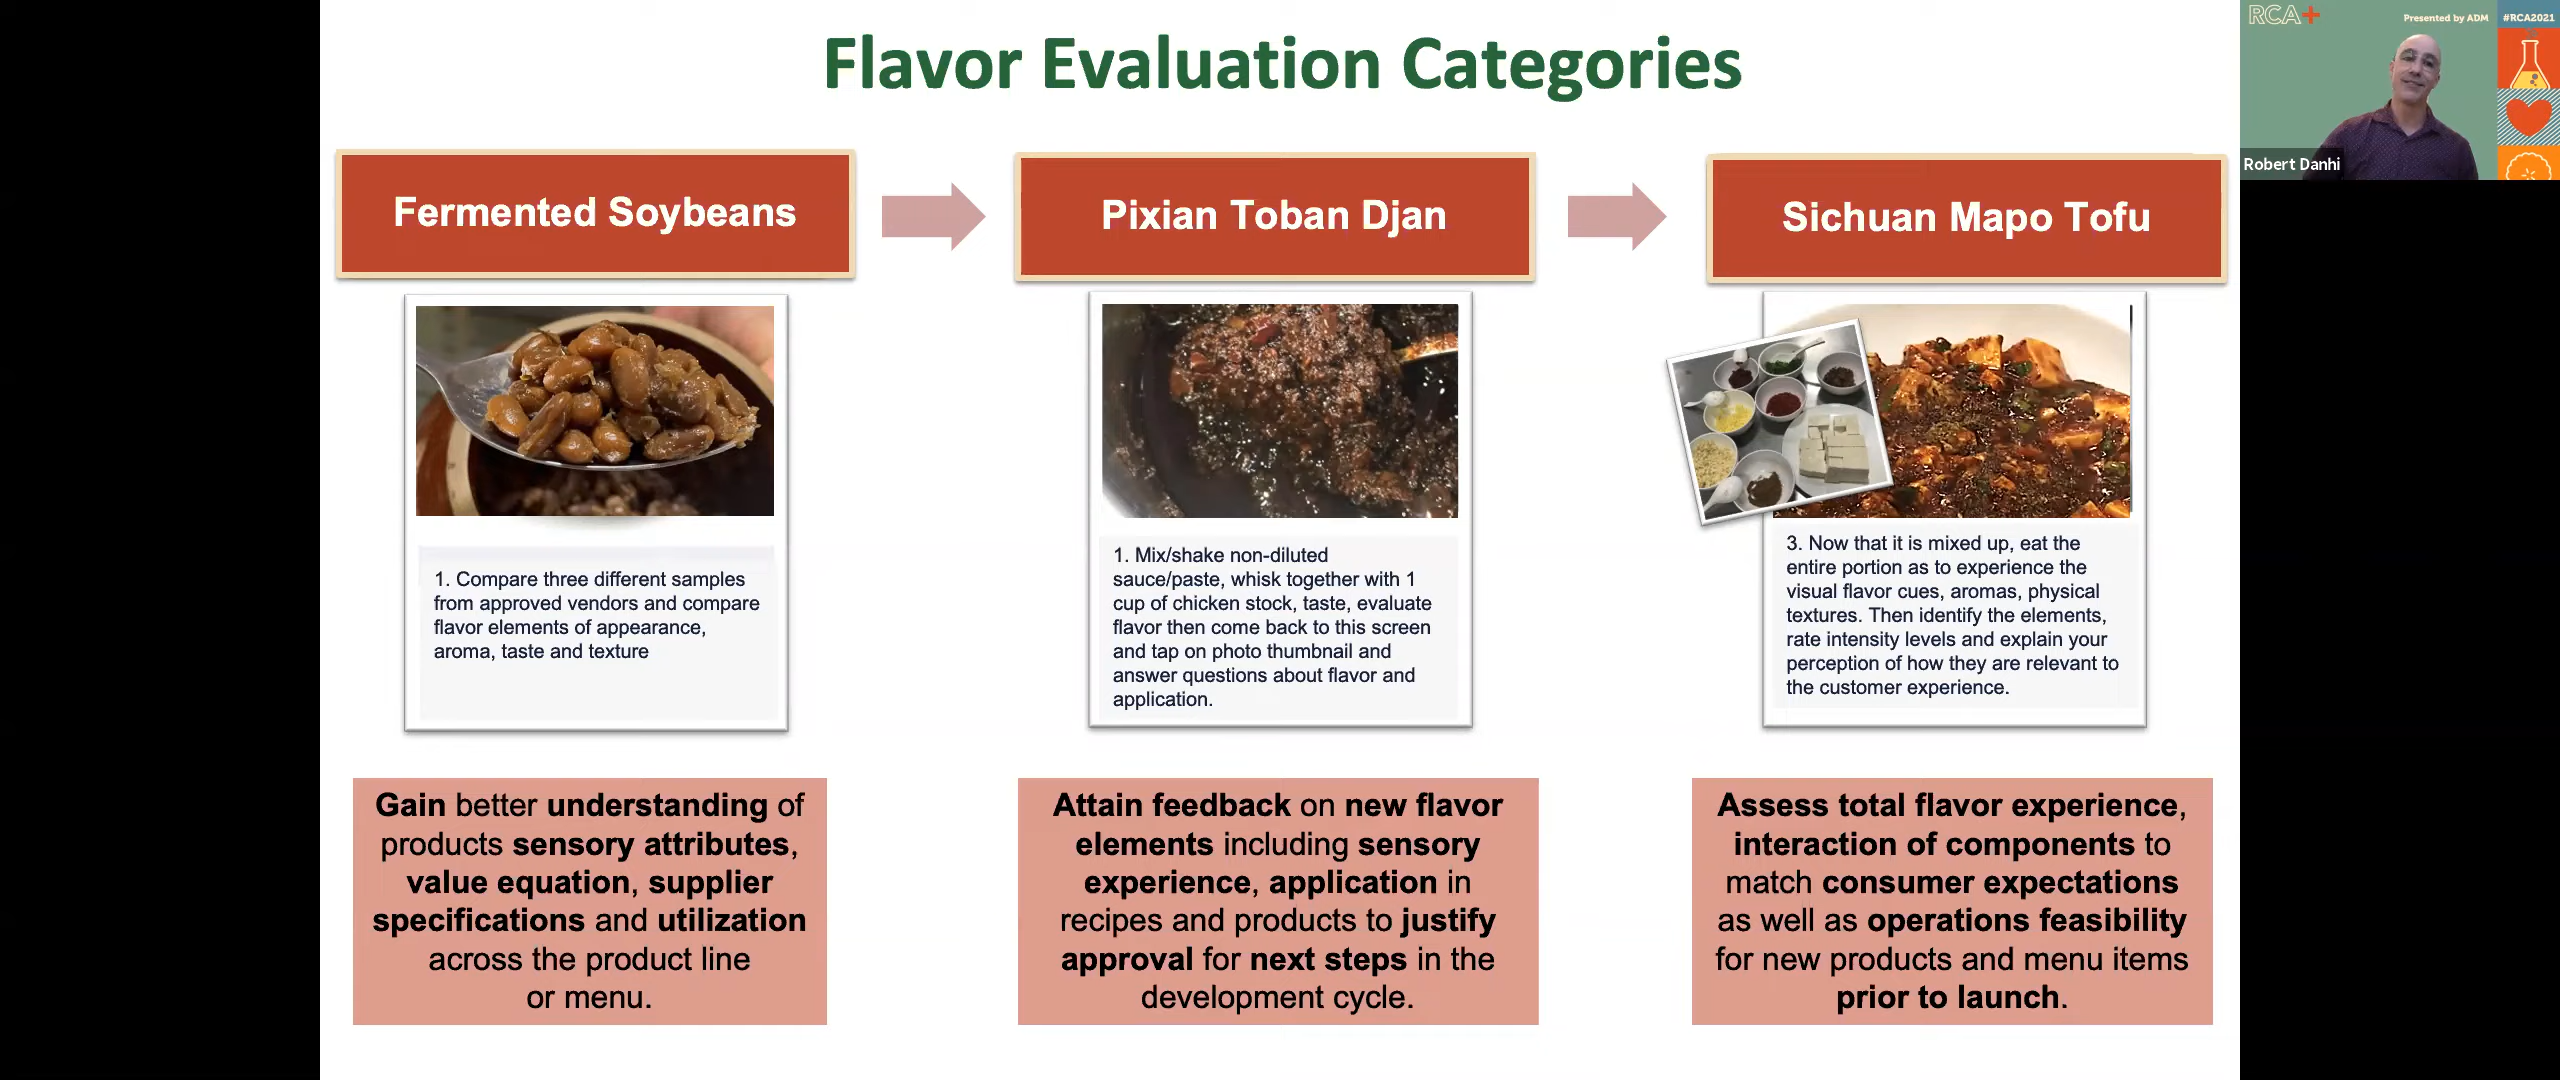 Flavor Evaluation Categories
RCA+
Presented by ADM
#RCA2021
Robert Danhi
Fermented Soybeans
Pixian Toban Djan
Sichuan Mapo Tofu
1. Compare three different samples
from approved vendors and compare
flavor elements of appearance,
aroma, taste and texture
1. Mix/shake non-diluted
sauce/paste, whisk together with 1
cup of chicken stock, taste, evaluate
flavor then come back to this screen
and tap on photo thumbnail and
answer questions about flavor and
application.
3. Now that it is mixed up, eat the
entire portion as to experience the
visual flavor cues, aromas, physical
textures. Then identify the elements,
rate intensity levels and explain your
perception of how they are relevant to
the customer experience.
Gain better understanding of
products sensory attributes,
value equation, supplier
specifications and utilization
across the product line
or menu.
Attain feedback on new flavor
elements including sensory
experience, application in
recipes and products to justify
approval for next steps in the
development cycle.
Assess total flavor experience,
interaction of components to
match consumer expectations
as well as operations feasibility
for new products and menu items
prior to launch.